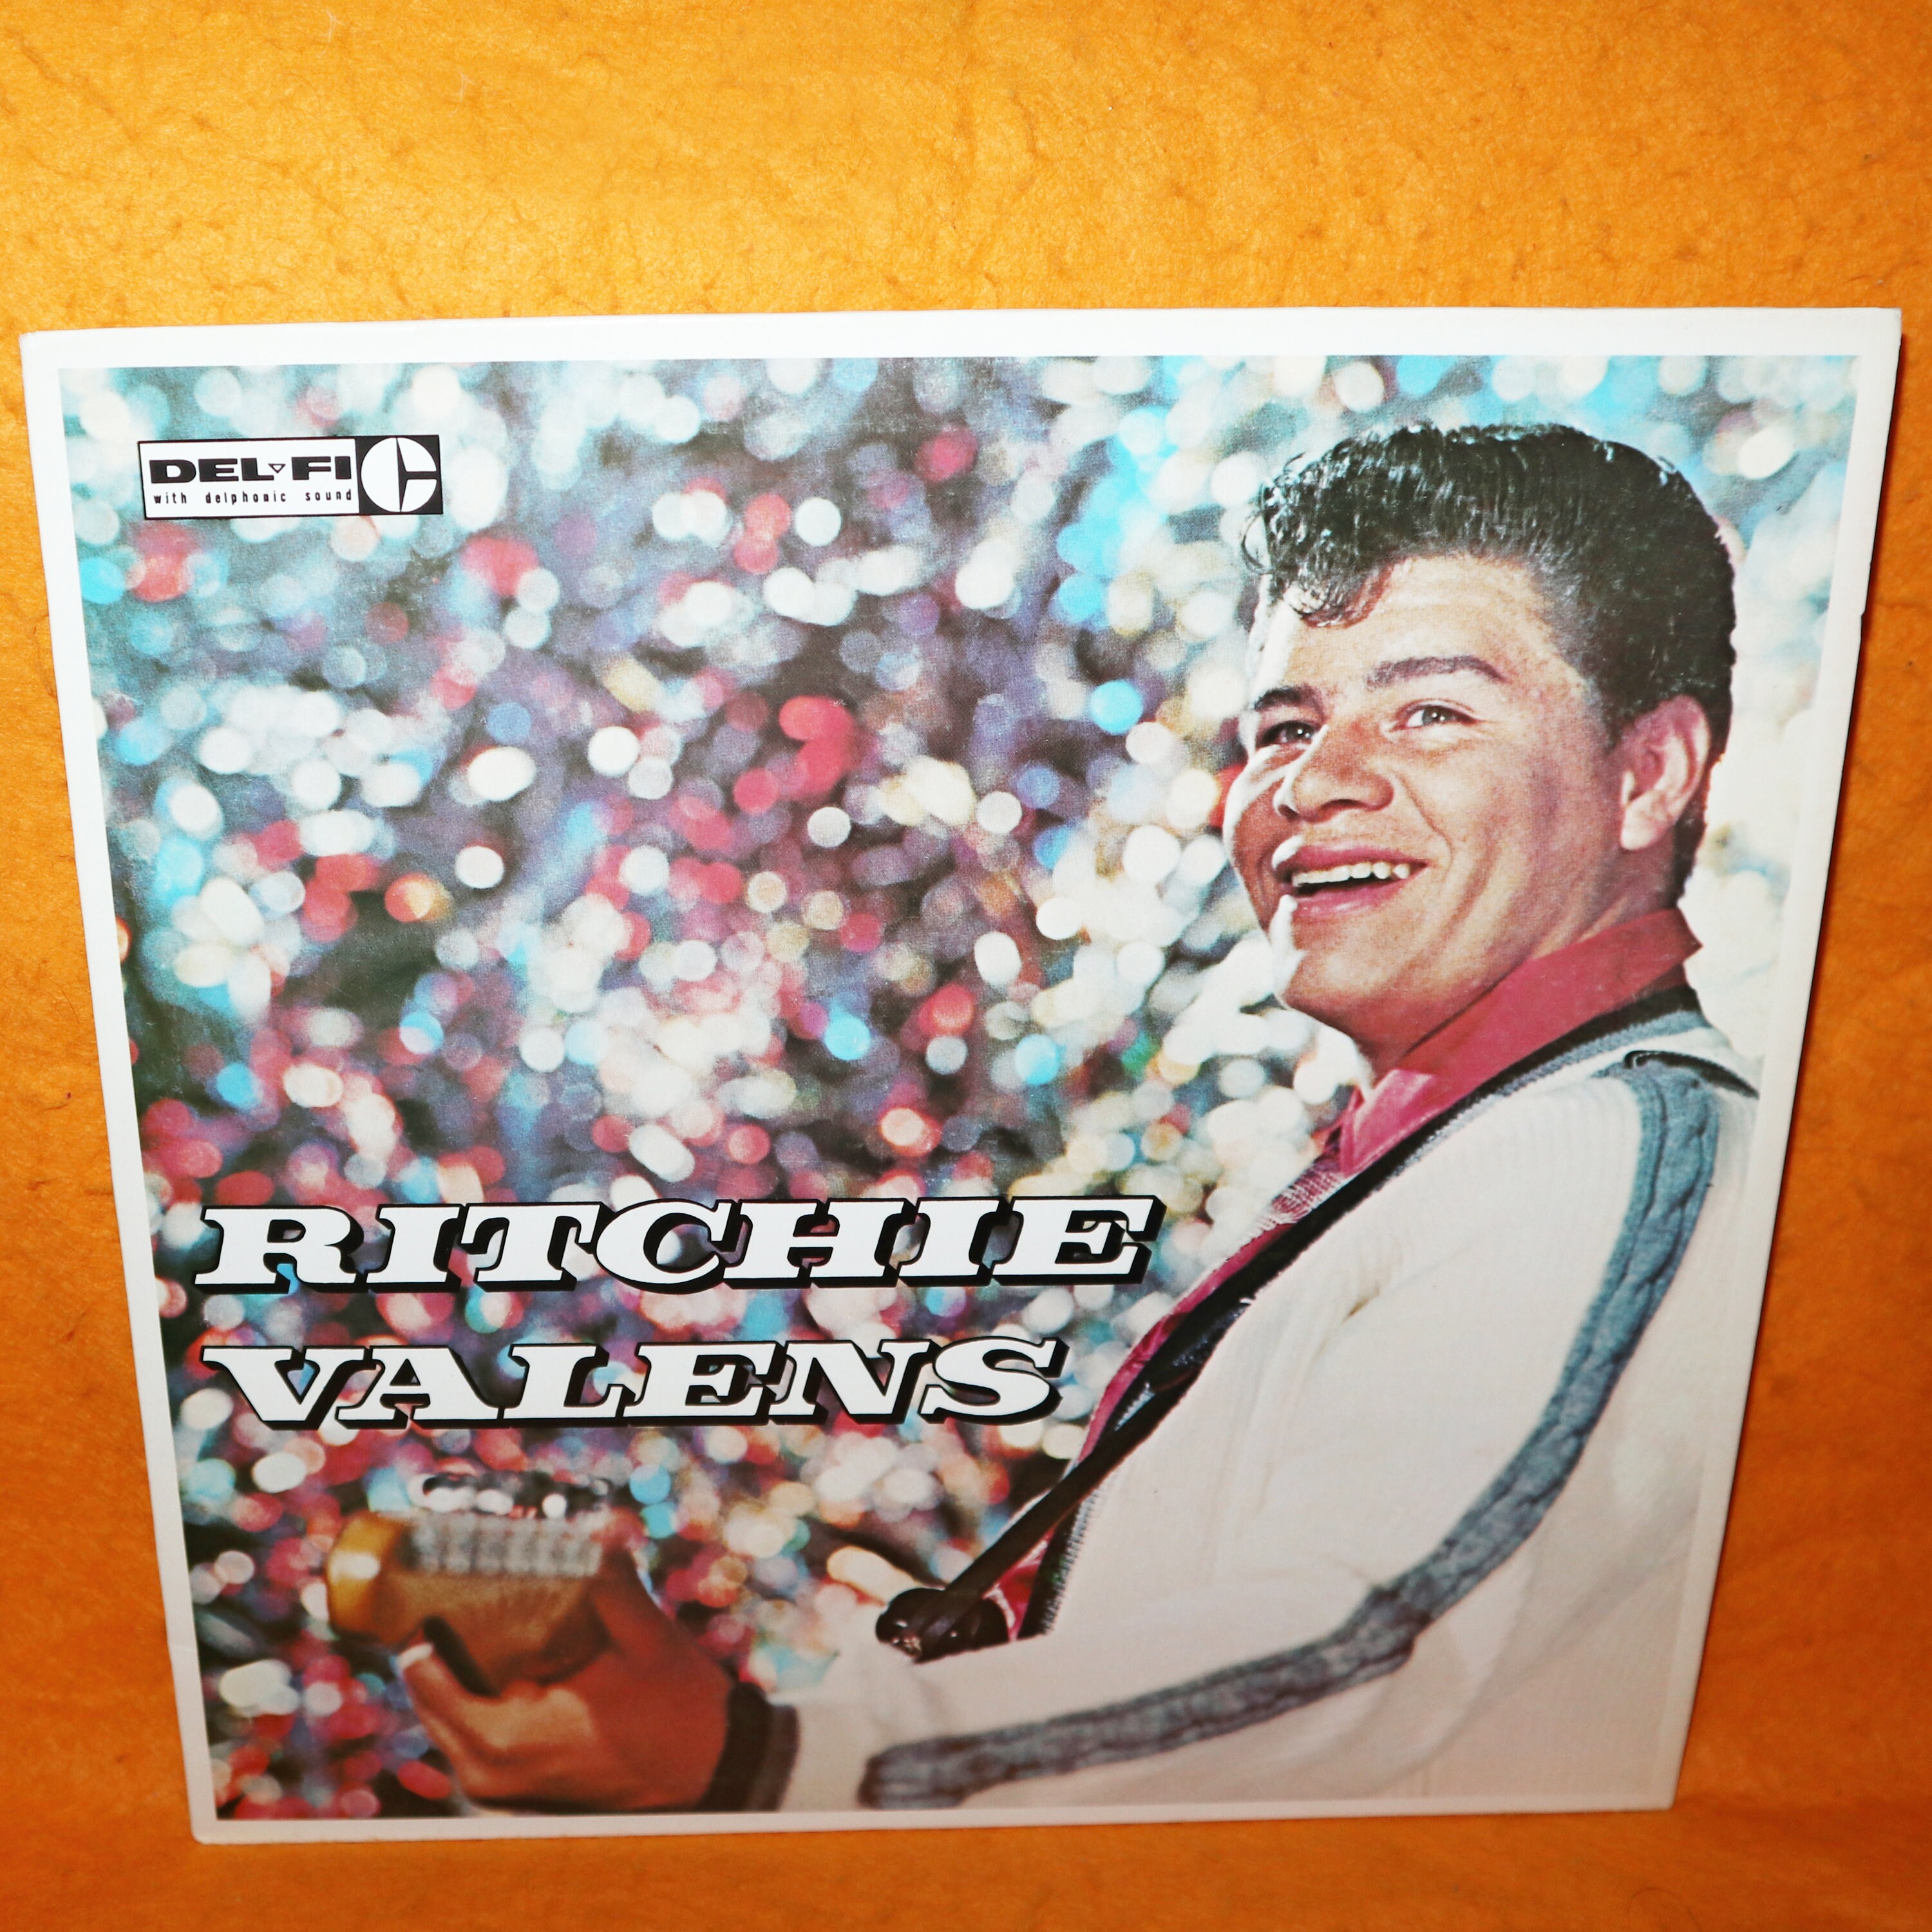 DEL-FI
with delphonic sound
RITCHIE
VALENS